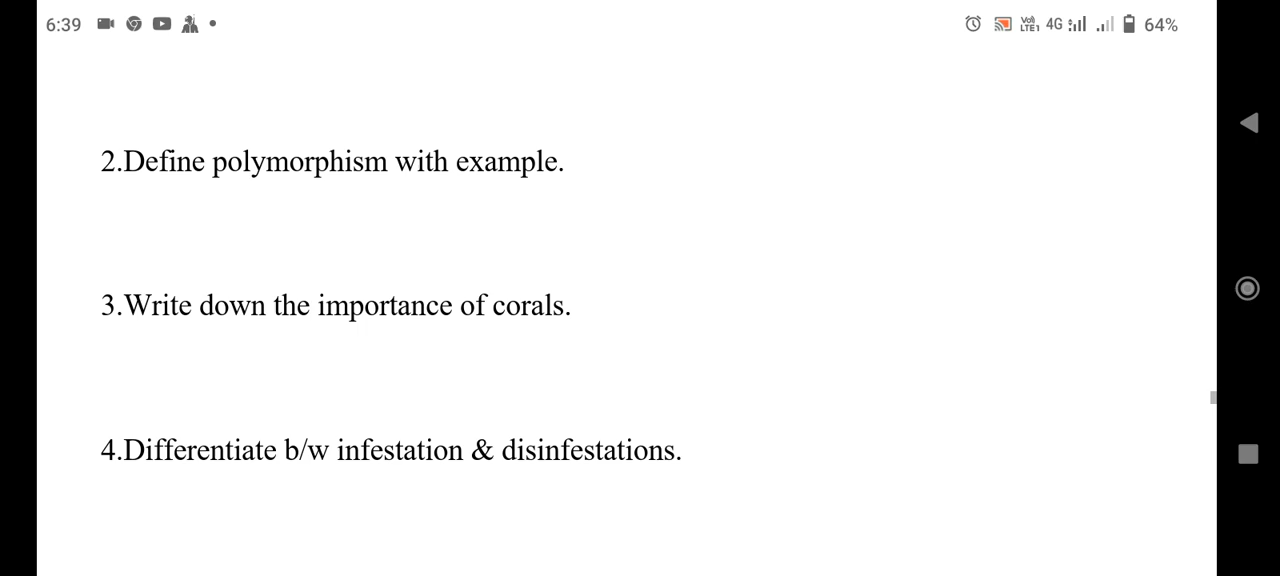 6:39 4G 64%
2.Define polymorphism with example.
3.Write down the importance of corals.
4.Differentiate b/w infestation & disinfestations.